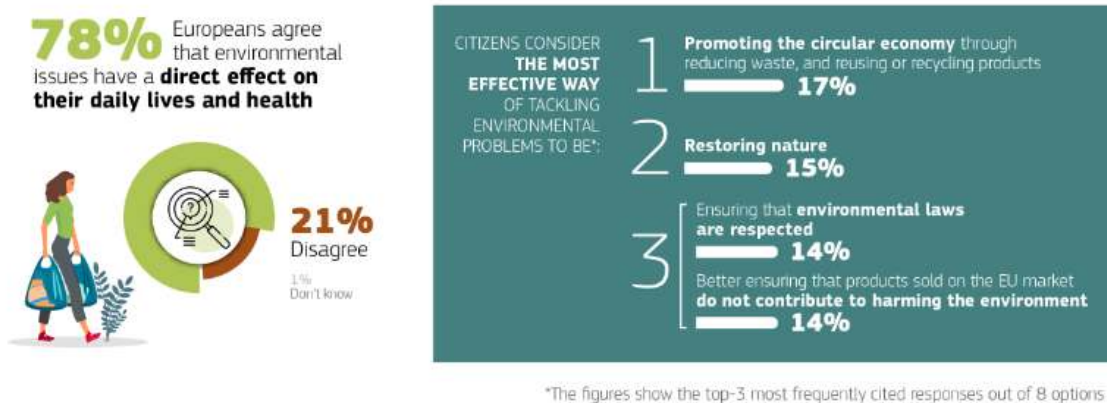 78% Europeans agree
that environmental
issues have a direct effect on
their daily lives and health
?
21%
Disagree
1%
Don't know
CITIZENS CONSIDER
THE MOST
EFFECTIVE WAY
OF TACKLING
ENVIRONMENTAL
PROBLEMS TO BE*:
1
Promoting the circular economy through
reducing waste, and reusing or recycling products
17%
2
Restoring nature
15%
3
Ensuring that environmental laws
are respected
14%
Better ensuring that products sold on the EU market
do not contribute to harming the environment
14%
*The figures show the top-3 most frequently cited responses out of 8 options